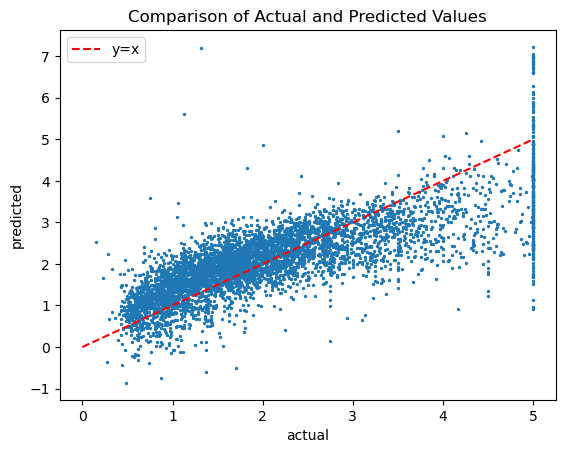 Comparison of Actual and Predicted Values
y=x
7
6
5
4
3
2
1
0
−1
predicted
0 1 2 3 4 5
actual